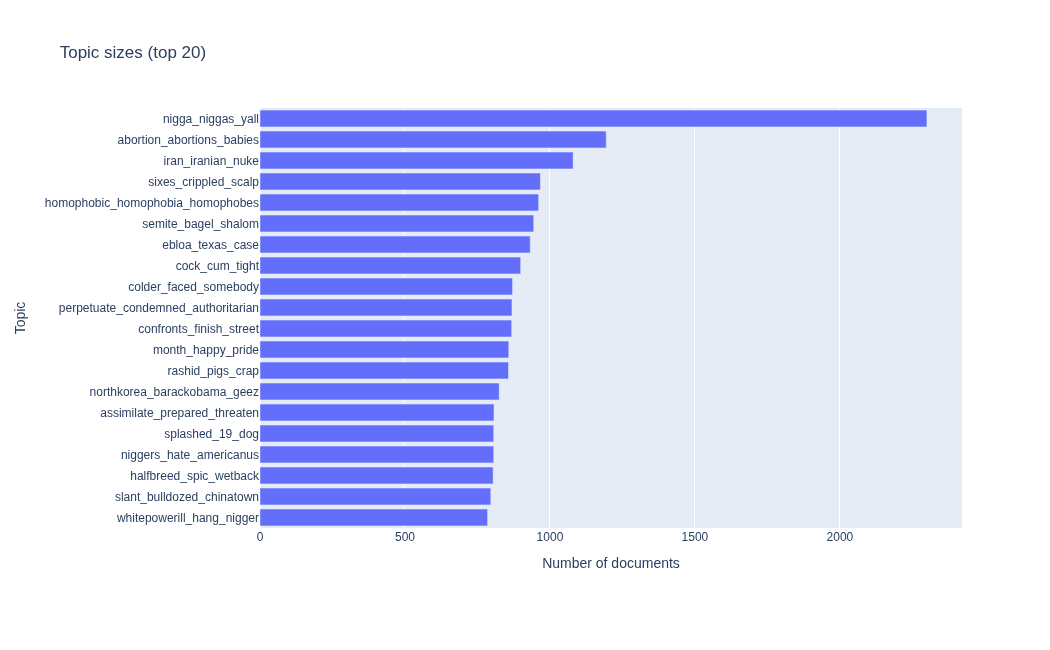 Topic sizes (top 20)
nigga_niggas_yall
abortion_abortions_babies
iran_iranian_nuke
sixes_crippled_scalp
homophobic_homophobia_homophobes
semite_bagel_shalom
ebloa_texas_case
cock_cum_tight
colder_faced_somebody
perpetuate_condemned_authoritarian
confronts_finish_street
month_happy_pride
rashid_pigs_crap
northkorea_barackobama_geez
assimilate_prepared_threaten
splashed_19_dog
niggers_hate_americanus
halfbreed_spic_wetback
slant_bulldozed_chinatown
whitepowerill_hang_nigger
0 500 1000 1500 2000
Number of documents
Topic